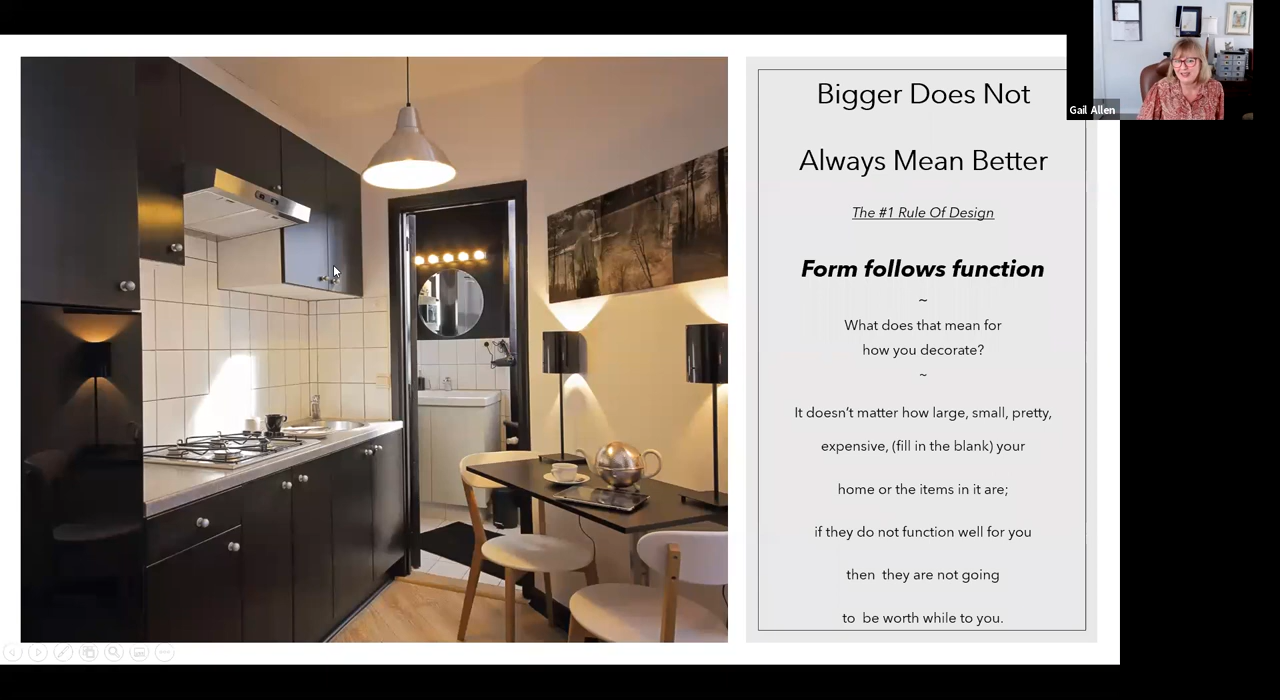 Bigger Does Not
Always Mean Better
The #1 Rule Of Design
Form follows function
~
What does that mean for
how you decorate?
~
It doesn’t matter how large, small, pretty,
expensive, (fill in the blank) your
home or the items in it are;
if they do not function well for you
then  they are not going
to  be worth while to you.
Gail Allen